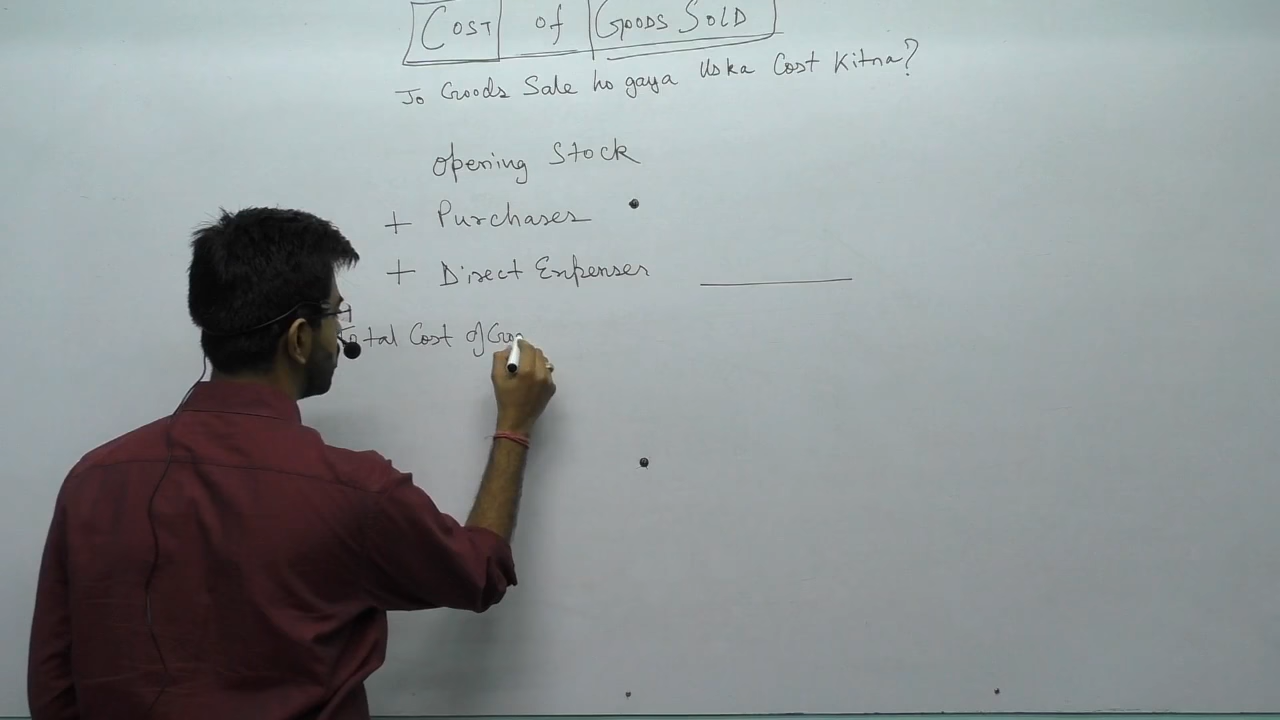 Cost of Goods Sold
Jo Goods Sale ho gaya Uska Cost Kitna?
Opening Stock
+ Purchases
+ Direct Expenses
Total Cost of Goo